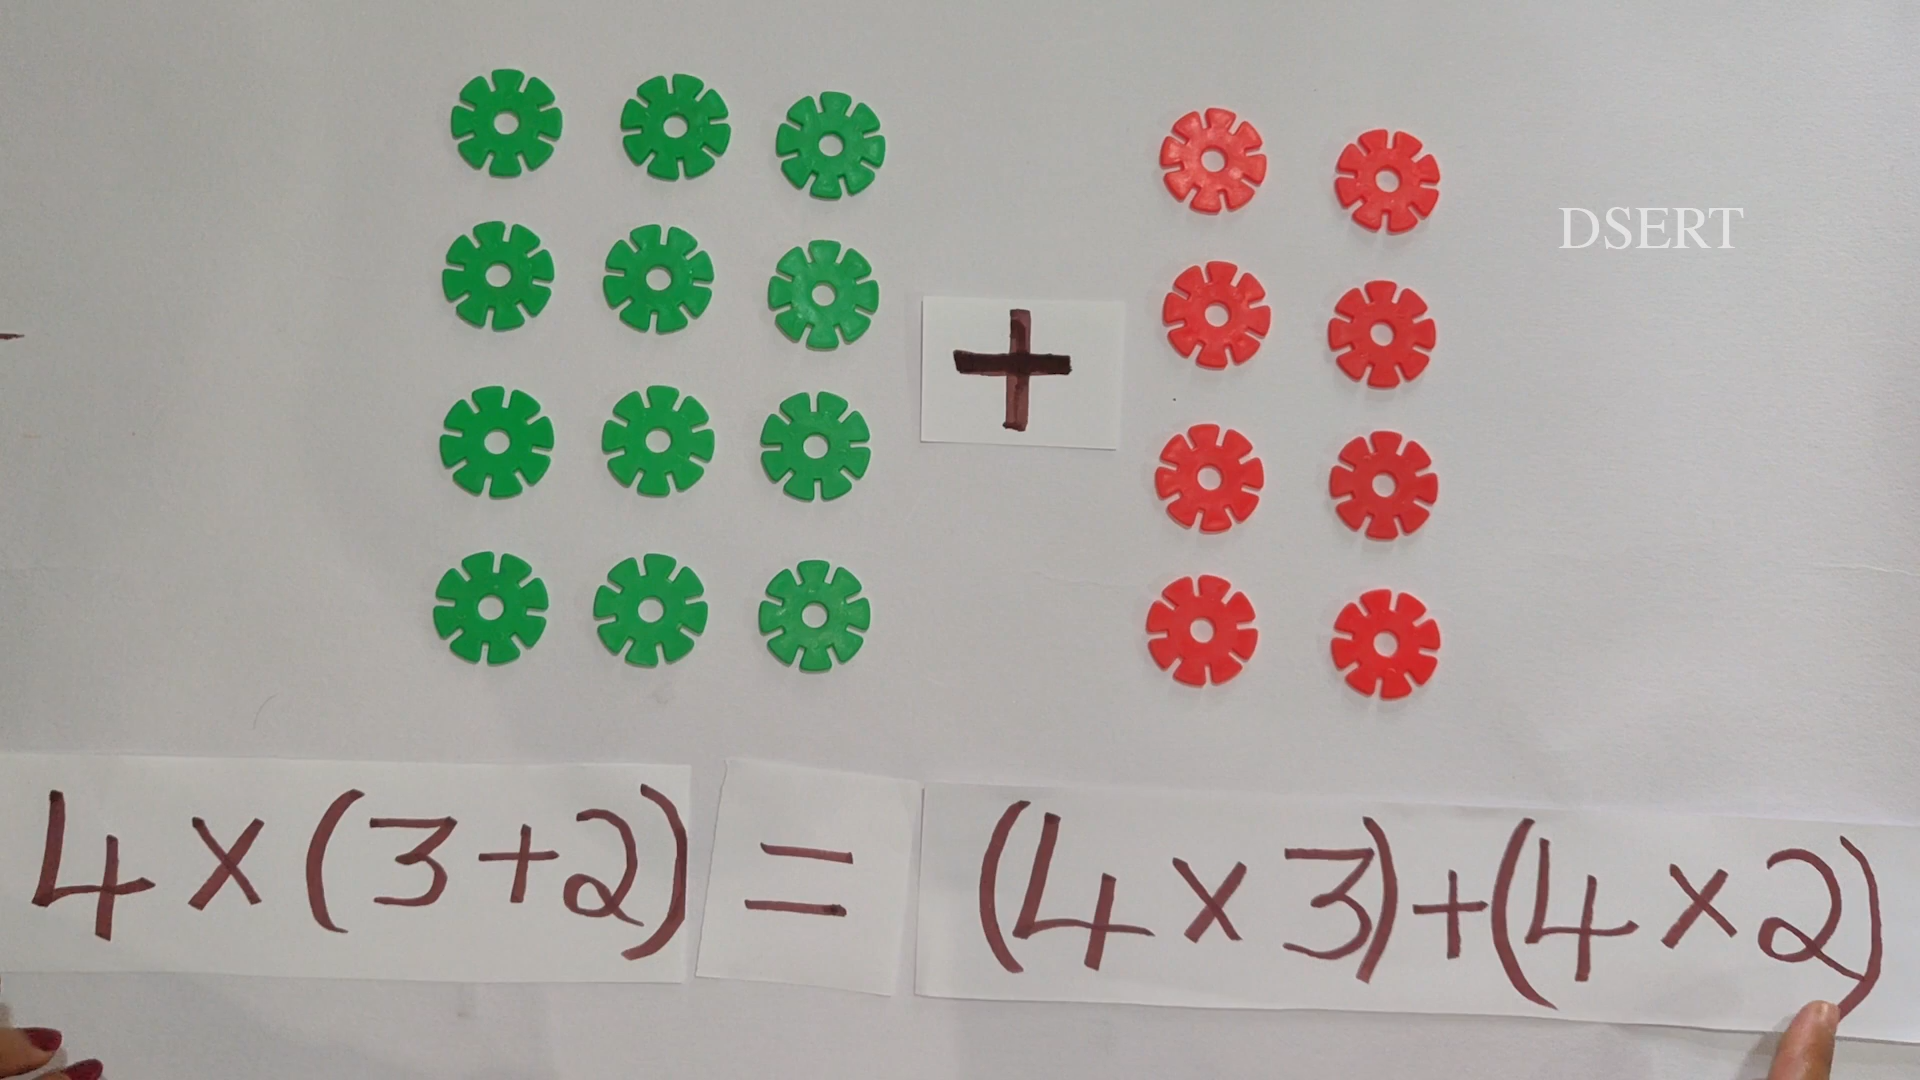 DSERT
+
4 × (3+2) = (4 × 3)+(4 × 2)